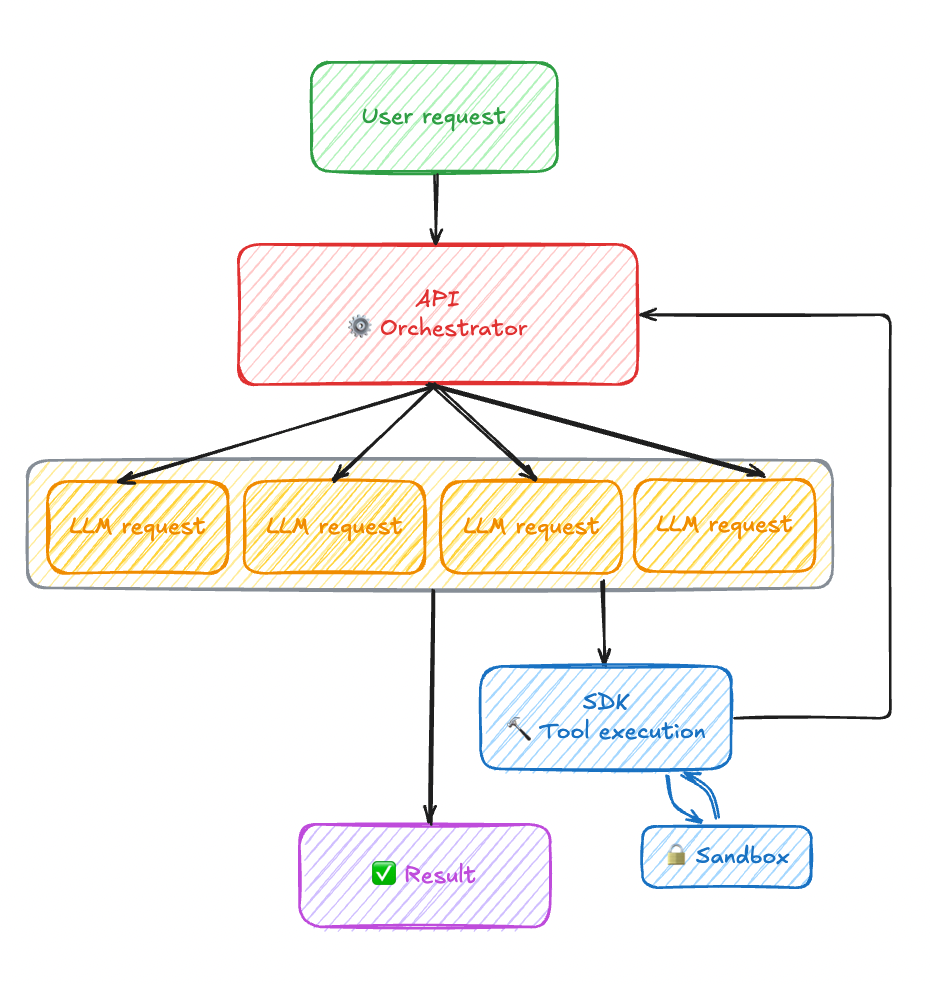 User request
API
⚙️ Orchestrator
LLM request
LLM request
LLM request
LLM request
SDK
🔨 Tool execution
🔒 Sandbox
✅ Result